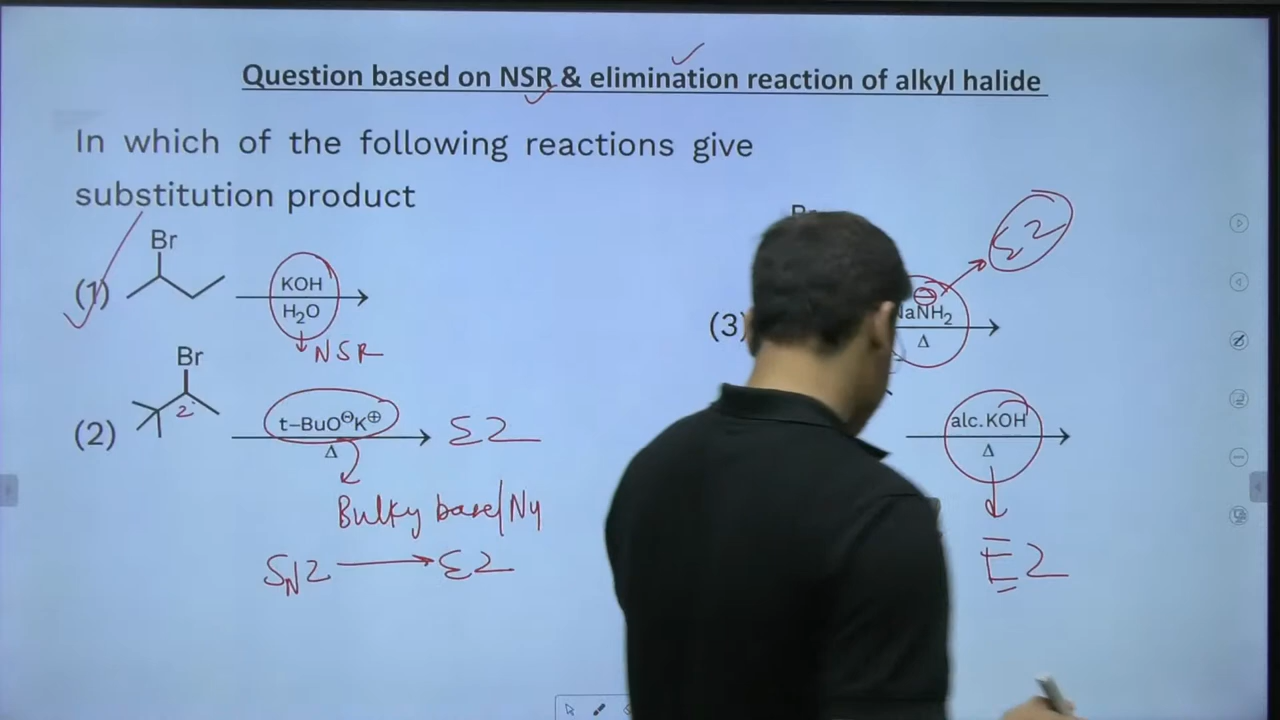 Question based on NSR & elimination reaction of alkyl halide
In which of the following reactions give
substitution product
Br
(1)
KOH
H₂O
NSR
Br
(2)
2°
t–BuO⊖K⊕
Δ
E2
Bulky base/Nu
SN2 → E2
(3)
NaNH₂
Δ
E2
alc.KOH
Δ
E2